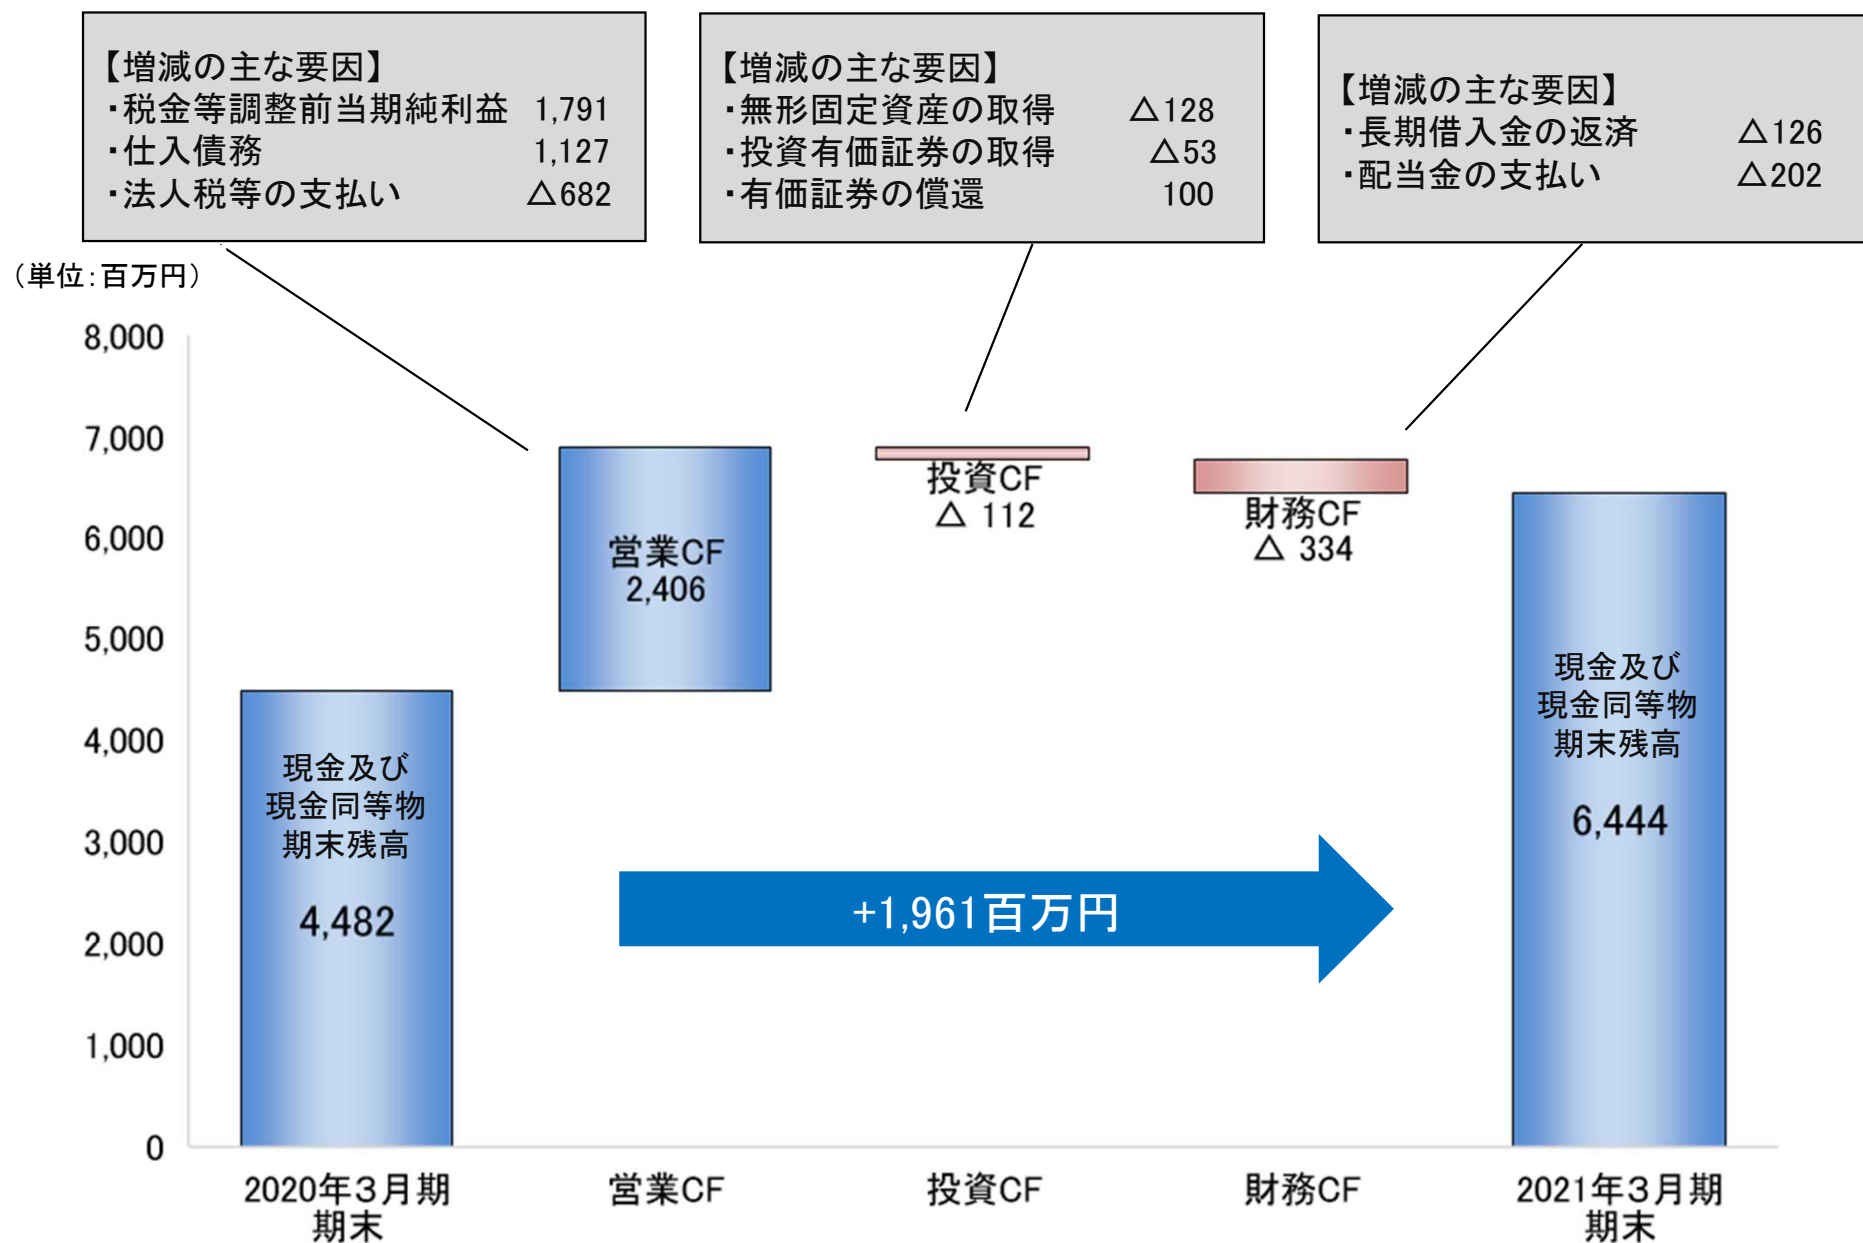 【増減の主な要因】
・税金等調整前当期純利益 1,791
・仕入債務 1,127
・法人税等の支払い △682
【増減の主な要因】
・無形固定資産の取得 △128
・投資有価証券の取得 △53
・有価証券の償還 100
【増減の主な要因】
・長期借入金の返済 △126
・配当金の支払い △202
（単位：百万円）
8,000
7,000
6,000
5,000
4,000
3,000
2,000
1,000
0
現金及び
現金同等物
期末残高
4,482
営業CF
2,406
投資CF
△ 112
財務CF
△ 334
現金及び
現金同等物
期末残高
6,444
+1,961百万円
2020年3月期
期末
営業CF
投資CF
財務CF
2021年3月期
期末